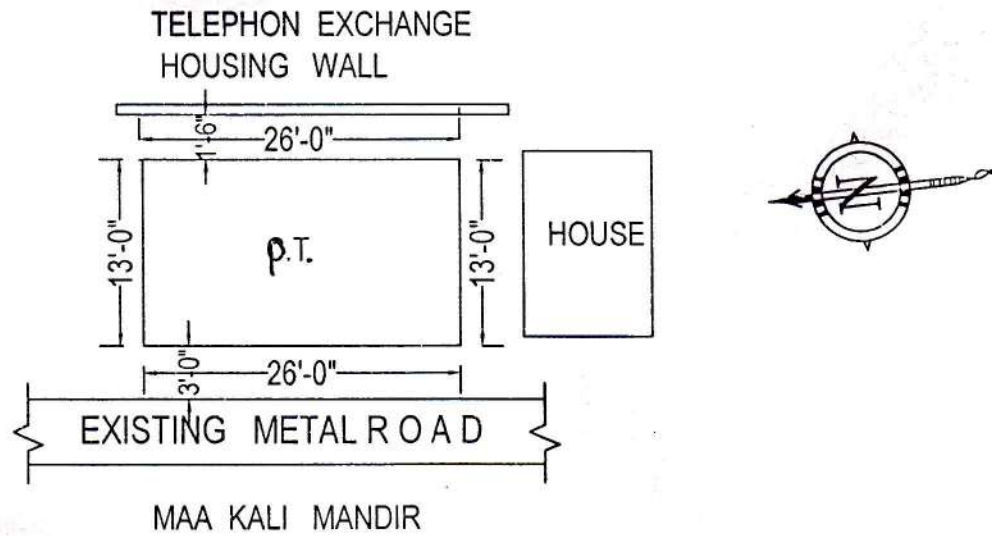 TELEPHON EXCHANGE
HOUSING WALL
1'-6"
26'-0"
13'-0"
P.T.
13'-0"
HOUSE
N
3'-0"
26'-0"
EXISTING METAL ROAD
MAA KALI MANDIR